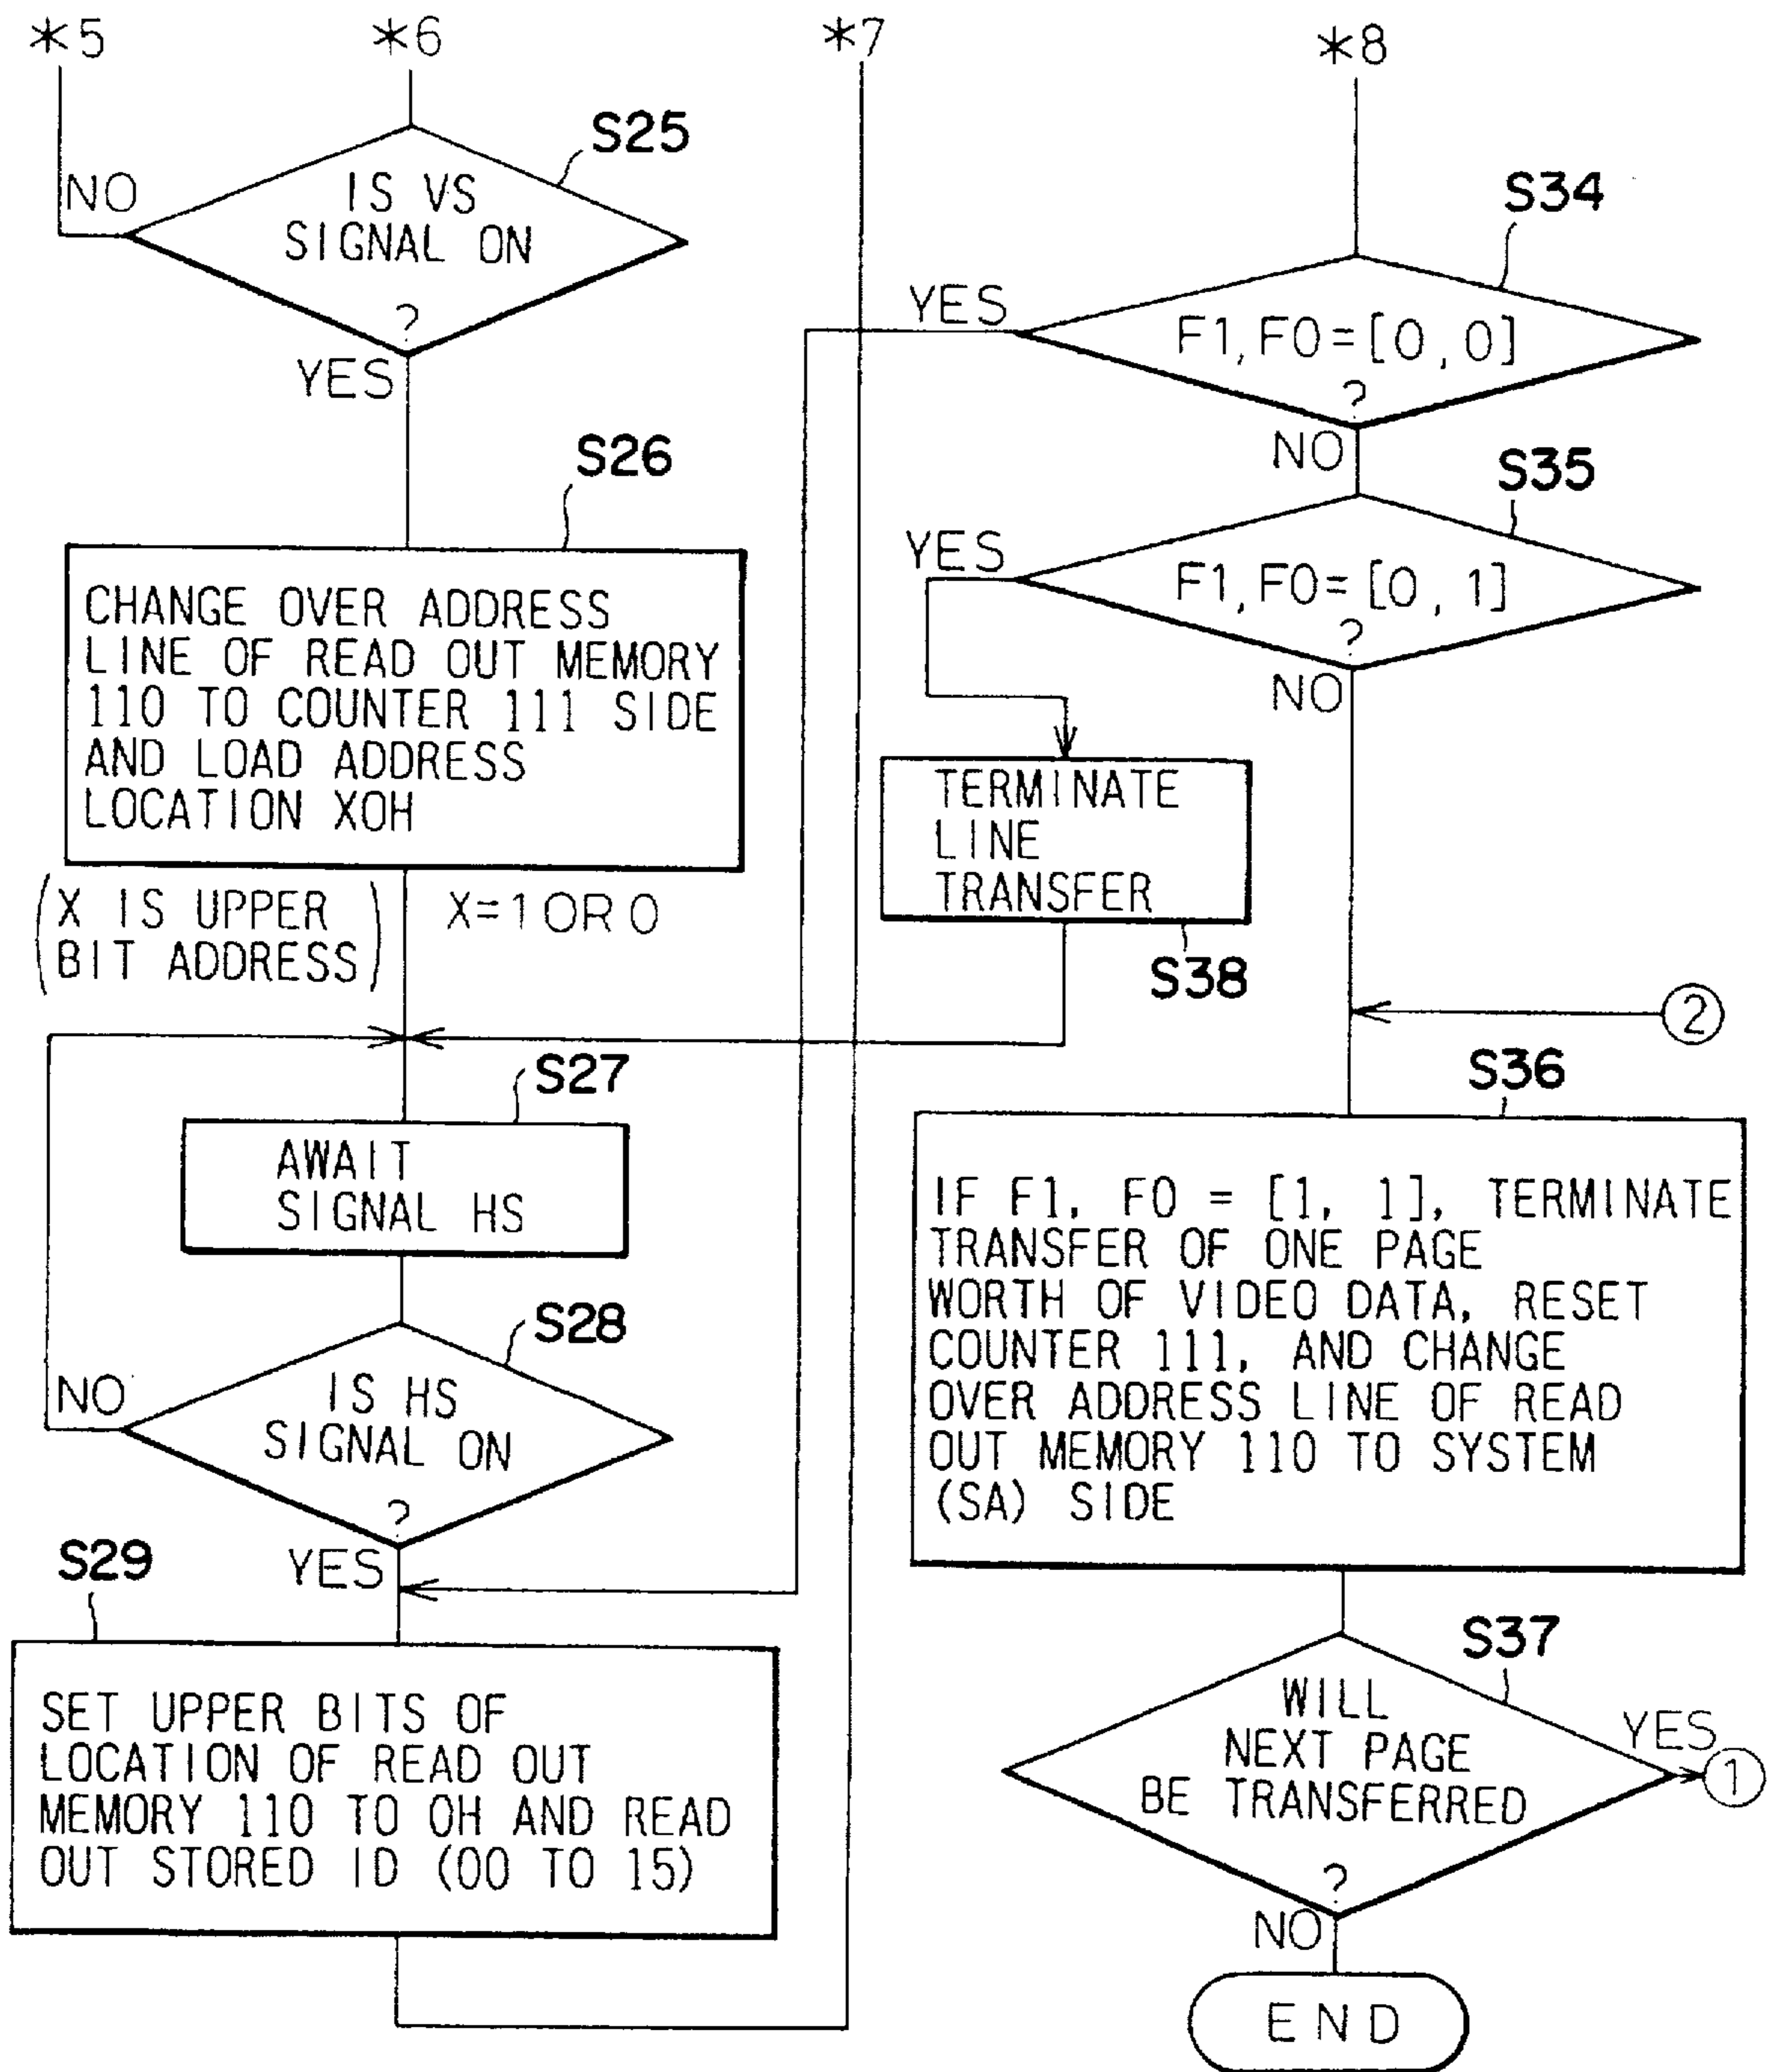 *5
*6
*7
*8
S25
NO
IS VS
SIGNAL ON
?
YES
S26
CHANGE OVER ADDRESS
LINE OF READ OUT MEMORY
110 TO COUNTER 111 SIDE
AND LOAD ADDRESS
LOCATION X0H
(X IS UPPER
BIT ADDRESS)
X=1 OR 0
S27
AWAIT
SIGNAL HS
S28
NO
IS HS
SIGNAL ON
?
YES
S29
SET UPPER BITS OF
LOCATION OF READ OUT
MEMORY 110 TO 0H AND READ
OUT STORED ID (00 TO 15)
S34
YES
F1, F0=[0, 0]
?
NO
S35
YES
F1, F0=[0, 1]
?
NO
TERMINATE
LINE
TRANSFER
S38
2
S36
IF F1, F0 = [1, 1], TERMINATE
TRANSFER OF ONE PAGE
WORTH OF VIDEO DATA, RESET
COUNTER 111, AND CHANGE
OVER ADDRESS LINE OF READ
OUT MEMORY 110 TO SYSTEM
(SA) SIDE
S37
WILL
NEXT PAGE
BE TRANSFERRED
?
YES
1
NO
END